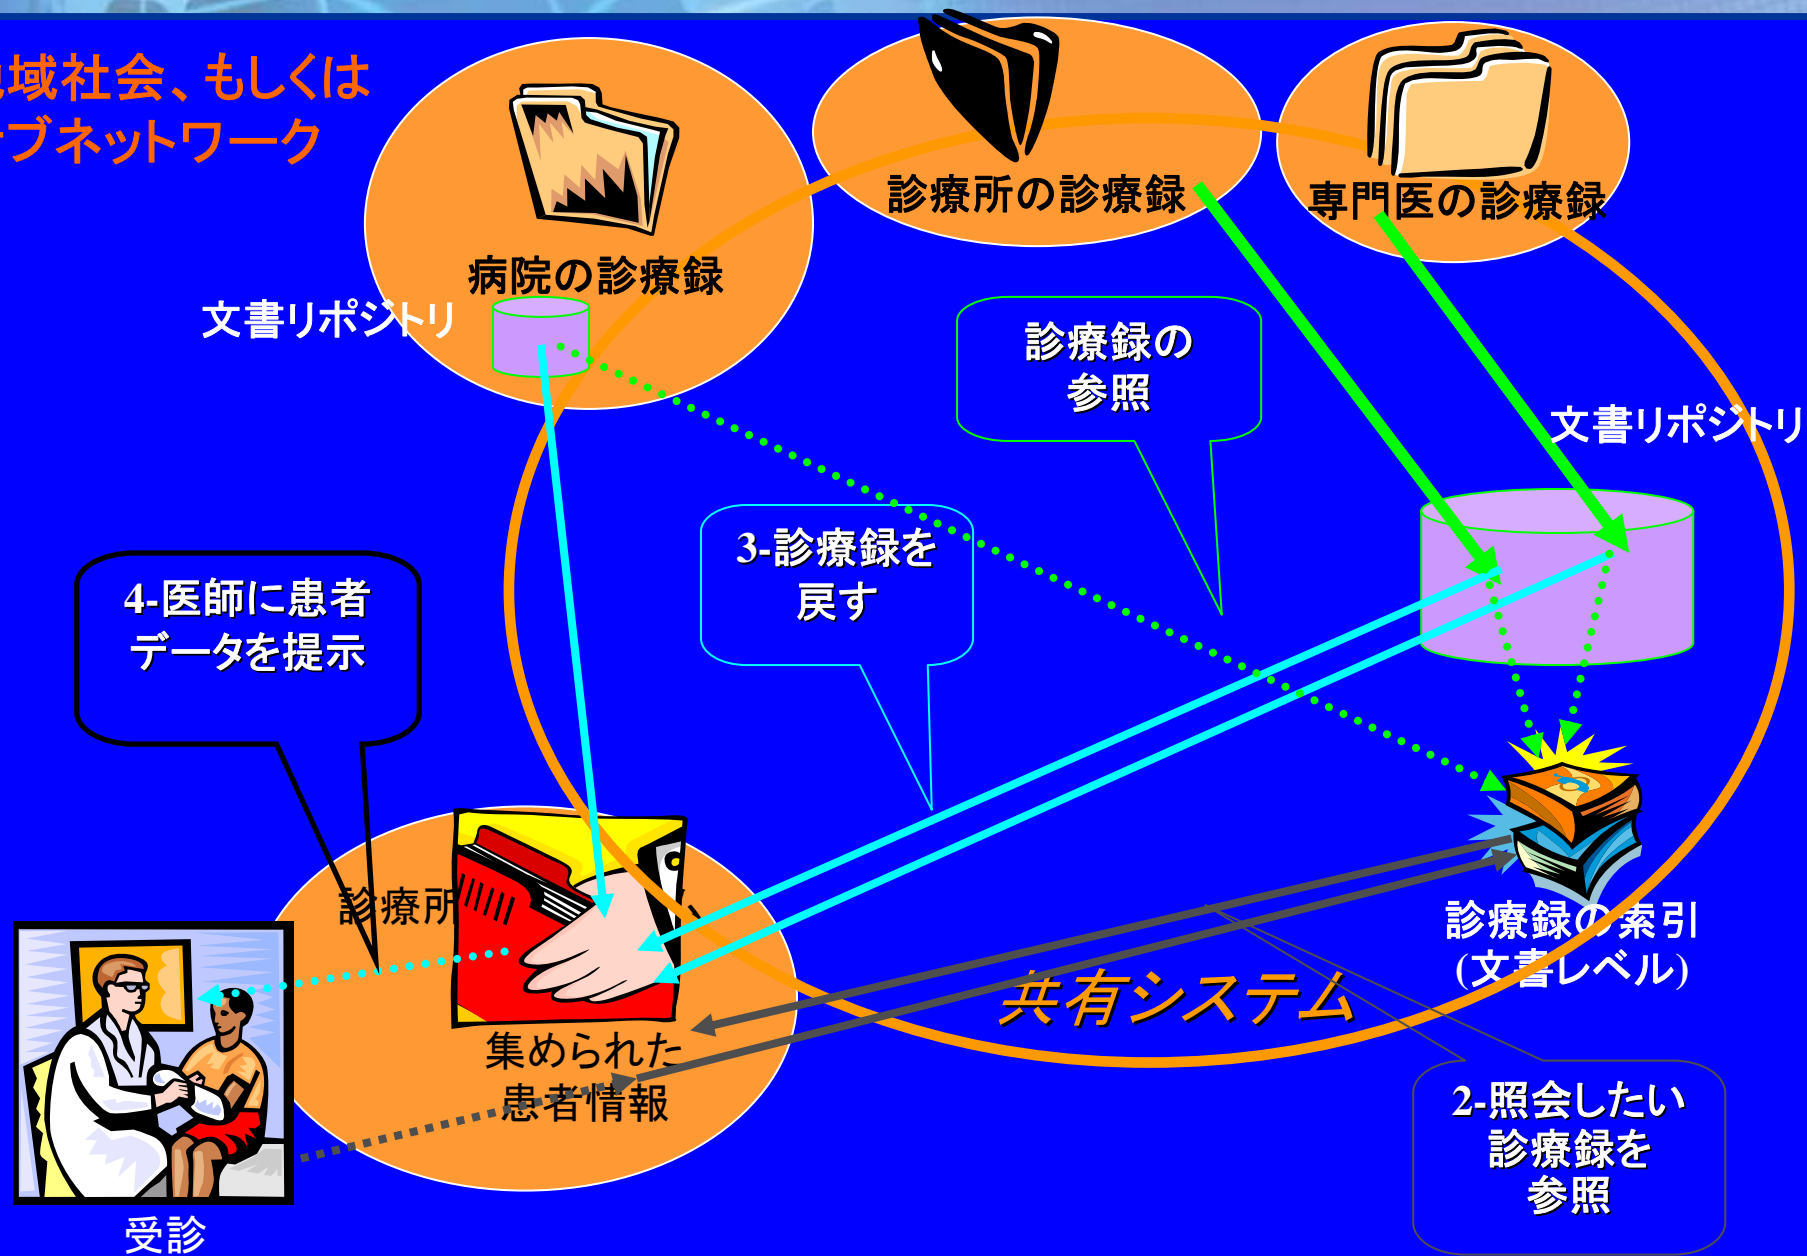 域社会、もしくは
ブネットワーク
診療所の診療録
専門医の診療録
病院の診療録
文書リポジトリ
診療録の
参照
文書リポジトリ
3-診療録を
戻す
4-医師に患者
データを提示
診療所
診療録の索引
(文書レベル)
共有システム
集められた
患者情報
2-照会したい
診療録を
参照
受診